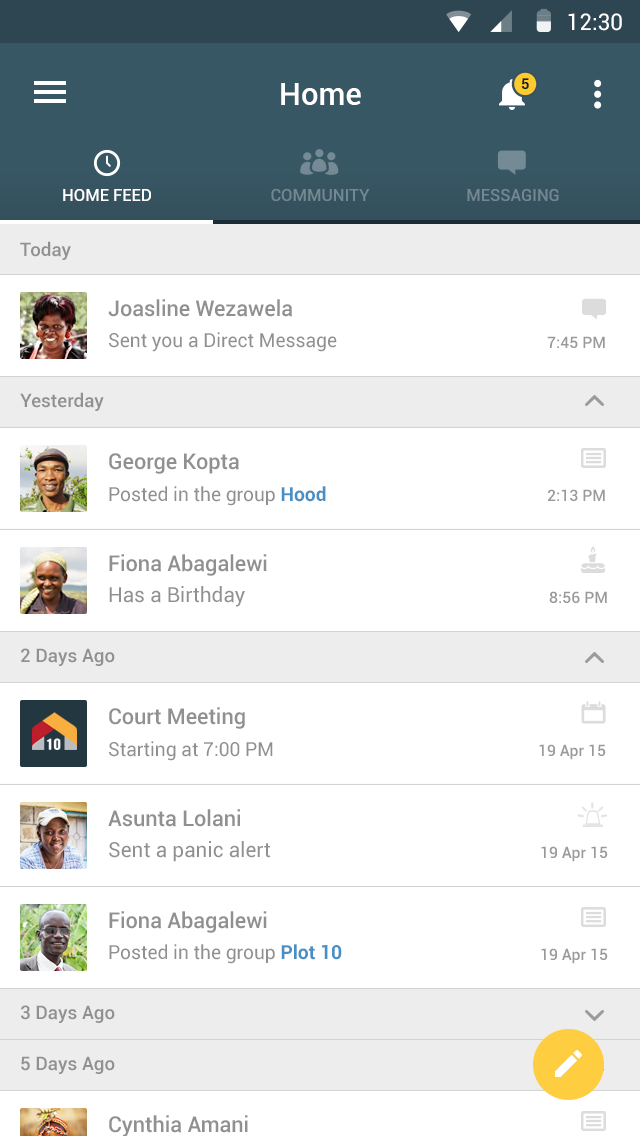 12:30
Home
5
HOME FEED
COMMUNITY
MESSAGING
Today
Joasline Wezawela
Sent you a Direct Message
7:45 PM
Yesterday
George Kopta
Posted in the group Hood
2:13 PM
Fiona Abagalewi
Has a Birthday
8:56 PM
2 Days Ago
10
Court Meeting
Starting at 7:00 PM
19 Apr 15
Asunta Lolani
Sent a panic alert
19 Apr 15
Fiona Abagalewi
Posted in the group Plot 10
19 Apr 15
3 Days Ago
5 Days Ago
Cynthia Amani